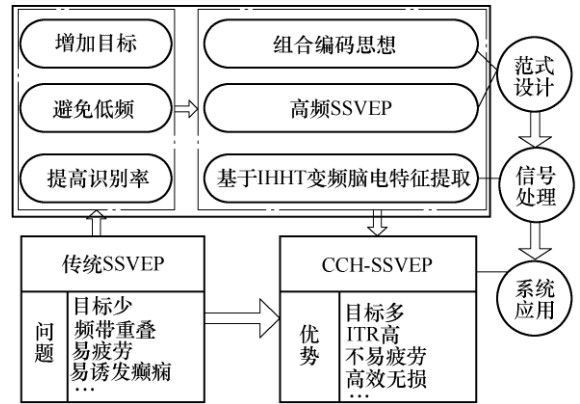 增加目标
避免低频
提高识别率
组合编码思想
高频SSVEP
基于IHHT变频脑电特征提取
范式
设计
信号
处理
系统
应用
传统SSVEP
问
题
目标少
频带重叠
易疲劳
易诱发癫痫
…
CCH-SSVEP
优
势
目标多
ITR高
不易疲劳
高效无损
…